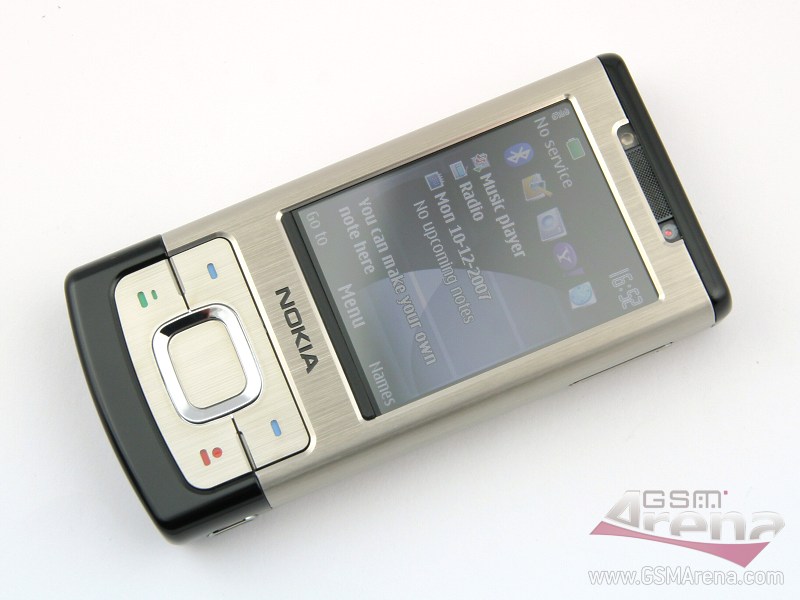 No service
16:52
Music player
Radio
Mon 10-12-2007
No upcoming notes
You can make your own
note here
Go to
Menu
Names
NOKIA
GSM
Arena
www.GSMArena.com